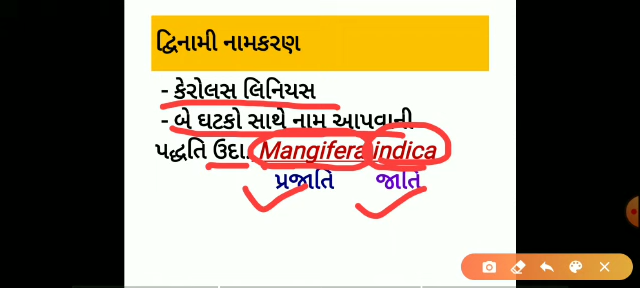 દ્વિનામી નામકરણ
- કેરોલસ લિનિયસ
- બે ઘટકો સાથે નામ આપવાની
પદ્ધતિ ઉદા. Mangifera indica
પ્રજાતિ જાતિ